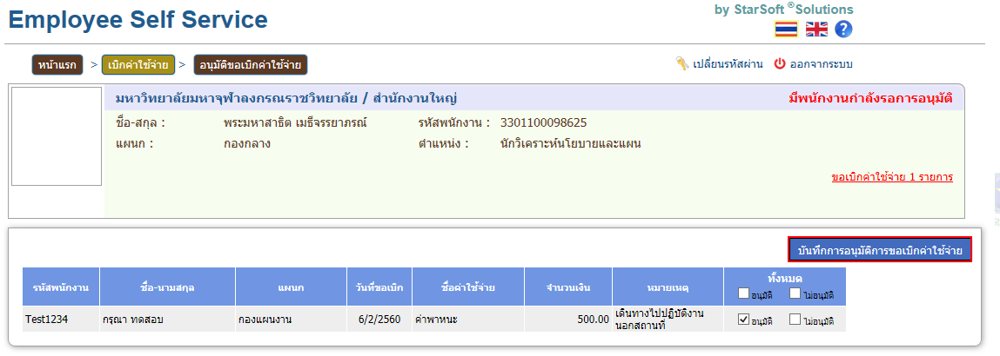 by StarSoft ®Solutions
Employee Self Service
?
หน้าแรก > เบิกค่าใช้จ่าย > อนุมัติขอเบิกค่าใช้จ่าย เปลี่ยนรหัสผ่าน ออกจากระบบ
มหาวิทยาลัยมหาจุฬาลงกรณราชวิทยาลัย / สำนักงานใหญ่ มีพนักงานกำลังรอการอนุมัติ
ชื่อ-สกุล : พระมหาสาธิต เมธีจรรยาภรณ์ รหัสพนักงาน : 3301100098625
แผนก : กองกลาง ตำแหน่ง : นักวิเคราะห์นโยบายและแผน
ขอเบิกค่าใช้จ่าย 1 รายการ
บันทึกการอนุมัติการขอเบิกค่าใช้จ่าย
รหัสพนักงาน ชื่อ-นามสกุล แผนก วันที่ขอเบิก ชื่อค่าใช้จ่าย จำนวนเงิน หมายเหตุ ทั้งหมด
อนุมัติ ไม่อนุมัติ
Test1234 กรุณา ทดสอบ กองแผนงาน 6/2/2560 ค่าพาหนะ 500.00 เดินทางไปปฏิบัติงาน
นอกสถานที่ อนุมัติ ไม่อนุมัติ